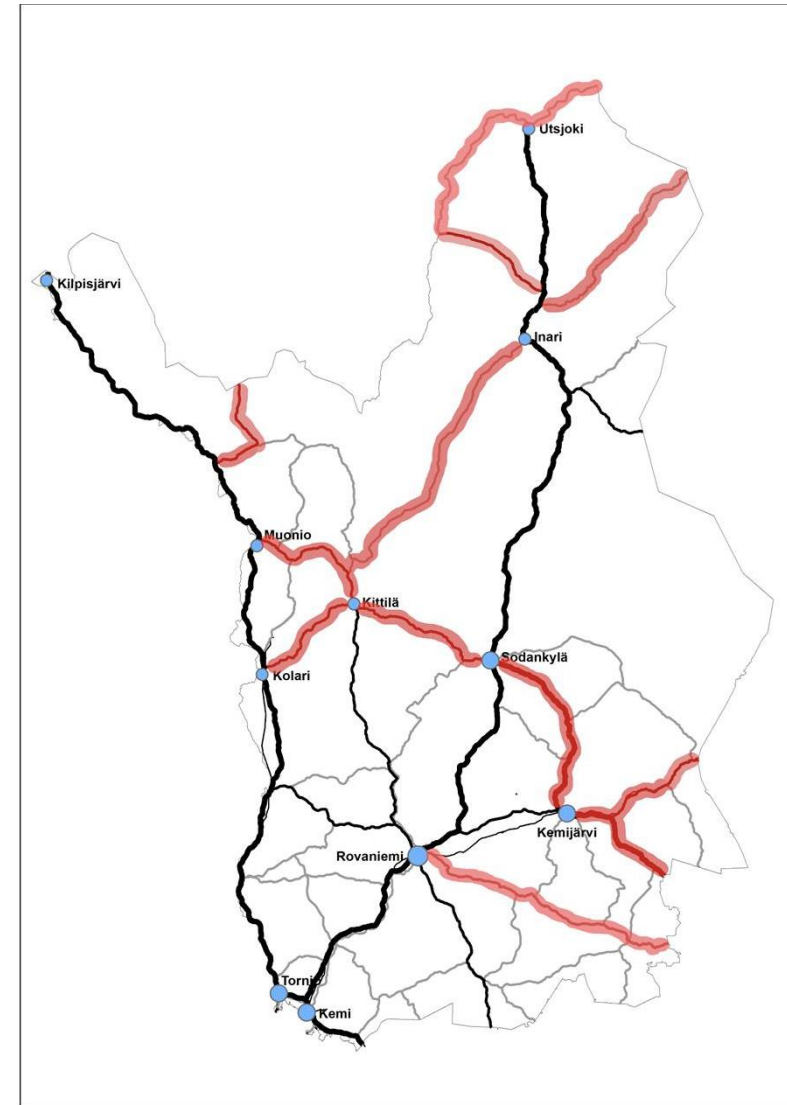 Utsjoki
Kilpisjärvi
Inari
Muonio
Kittilä
Sodankylä
Kolari
Kemijärvi
Rovaniemi
Tornio
Kemi